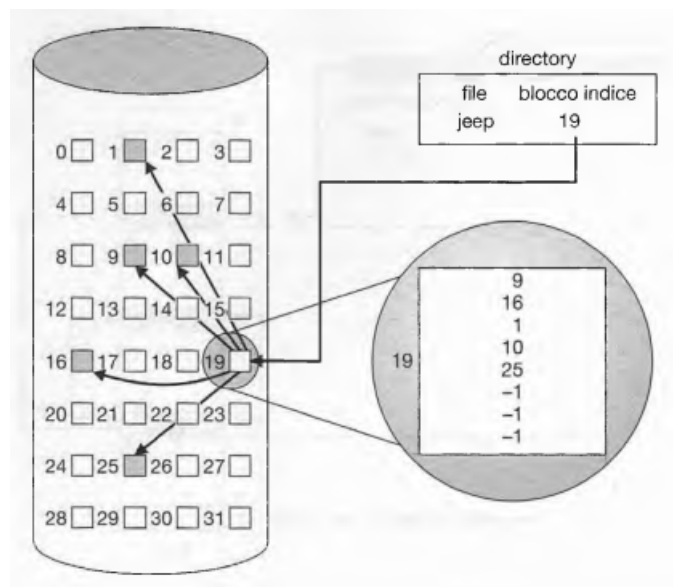 directory
file blocco indice
jeep 19
0 1 2 3
4 5 6 7
8 9 10 11
12 13 14 15
16 17 18 19
20 21 22 23
24 25 26 27
28 29 30 31
19
9
16
1
10
25
-1
-1
-1